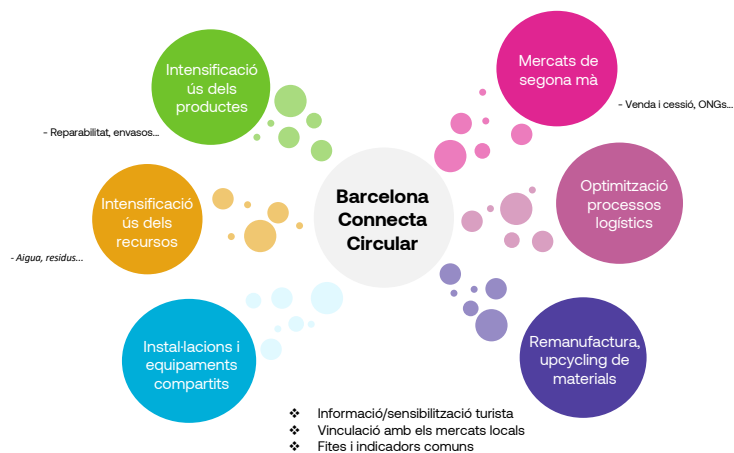 Intensificació
ús dels
productes
- Reparabilitat, envasos...
Mercats de
segona mà
- Venda i cessió, ONGs...
Intensificació
ús dels
recursos
- Aigua, residus...
Barcelona
Connecta
Circular
Optimització
processos
logístics
Instal·lacions i
equipaments
compartits
Remanufactura,
upcycling de
materials
❖ Informació/sensibilització turista
❖ Vinculació amb els mercats locals
❖ Fites i indicadors comuns